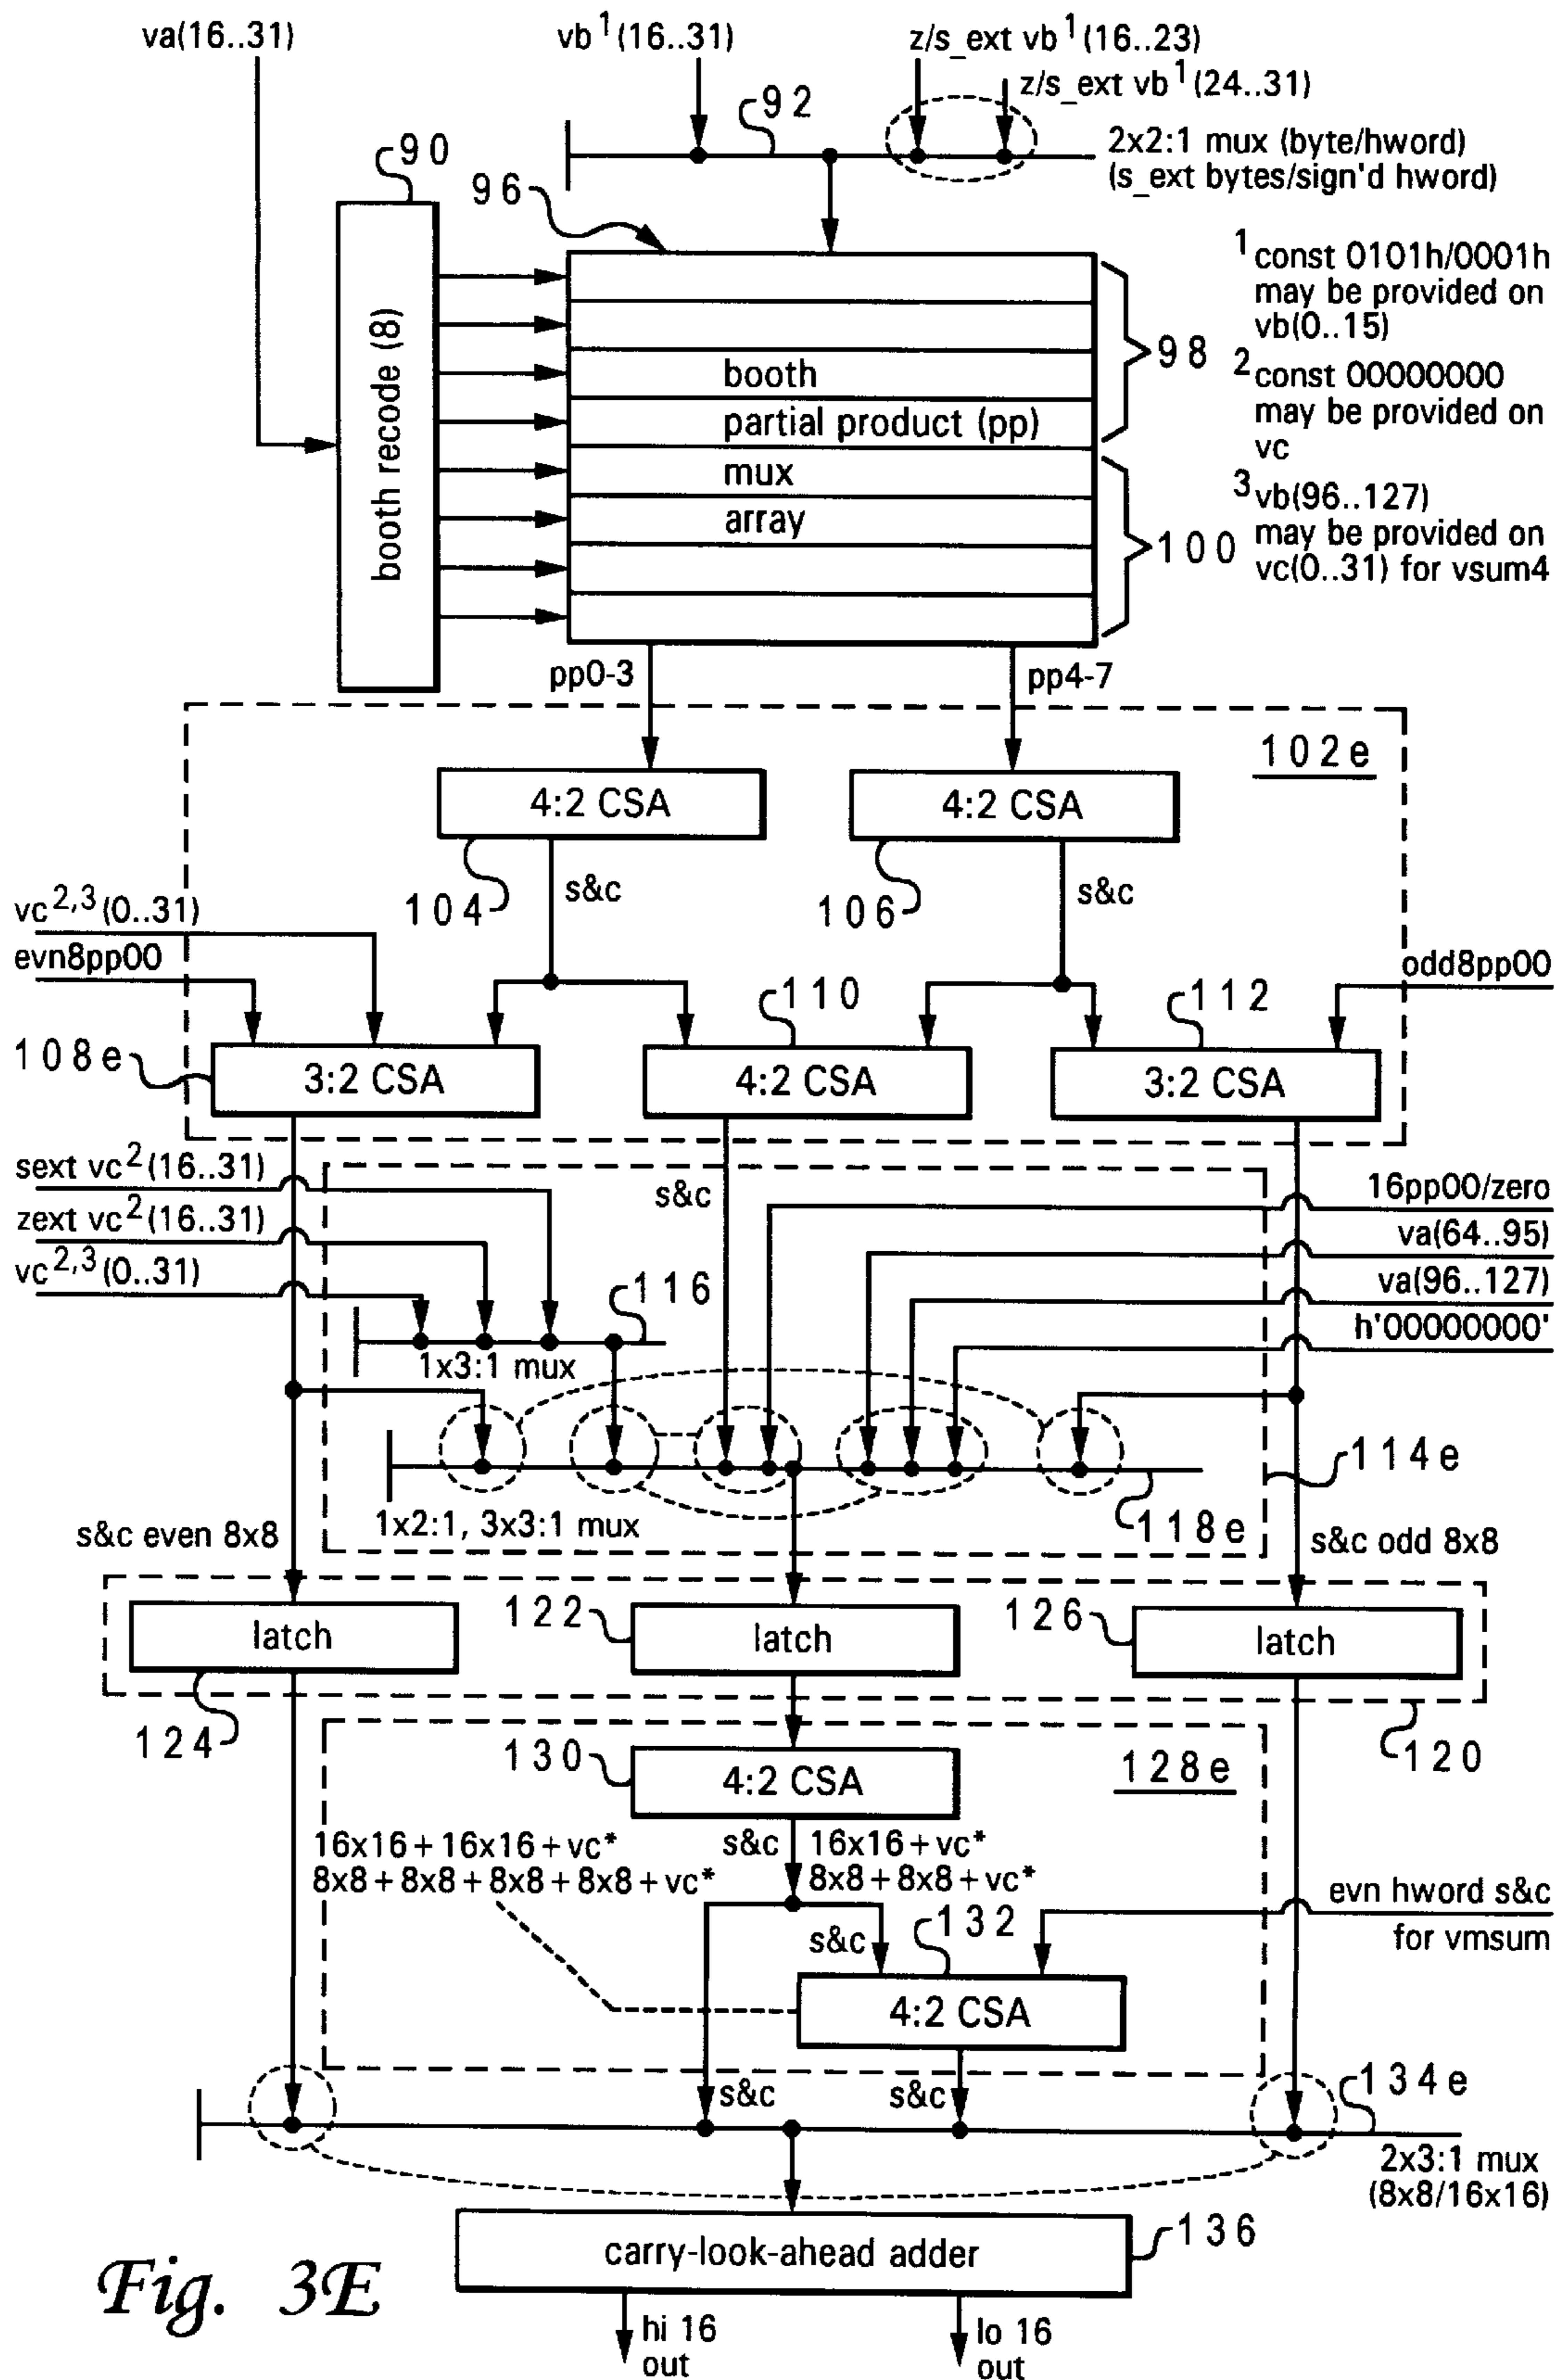 va(16..31)
vb¹(16..31)
z/s_ext vb¹(16..23)
z/s_ext vb¹(24..31)
92
2x2:1 mux (byte/hword)
(s_ext bytes/sign'd hword)
90
96
booth recode (8)
booth
partial product (pp)
mux
array
98
100
¹const 0101h/0001h
may be provided on
vb(0..15)
²const 00000000
may be provided on
vc
³vb(96..127)
may be provided on
vc(0..31) for vsum4
pp0-3
pp4-7
102e
4:2 CSA
4:2 CSA
104
s&c
106
s&c
vc²,³(0..31)
evn8pp00
odd8pp00
110
112
108e
3:2 CSA
4:2 CSA
3:2 CSA
sext vc²(16..31)
zext vc²(16..31)
vc²,³(0..31)
s&c
16pp00/zero
va(64..95)
va(96..127)
h'00000000'
116
1x3:1 mux
114e
1x2:1, 3x3:1 mux
118e
s&c even 8x8
s&c odd 8x8
latch
122
latch
126
latch
124
120
130
4:2 CSA
128e
16x16+16x16+vc*
8x8+8x8+8x8+8x8+vc*
s&c
16x16+vc*
8x8+8x8+vc*
evn hword s&c
for vmsum
s&c
132
4:2 CSA
s&c
s&c
134e
2x3:1 mux
(8x8/16x16)
carry-look-ahead adder
136
Fig. 3E
hi 16
out
lo 16
out